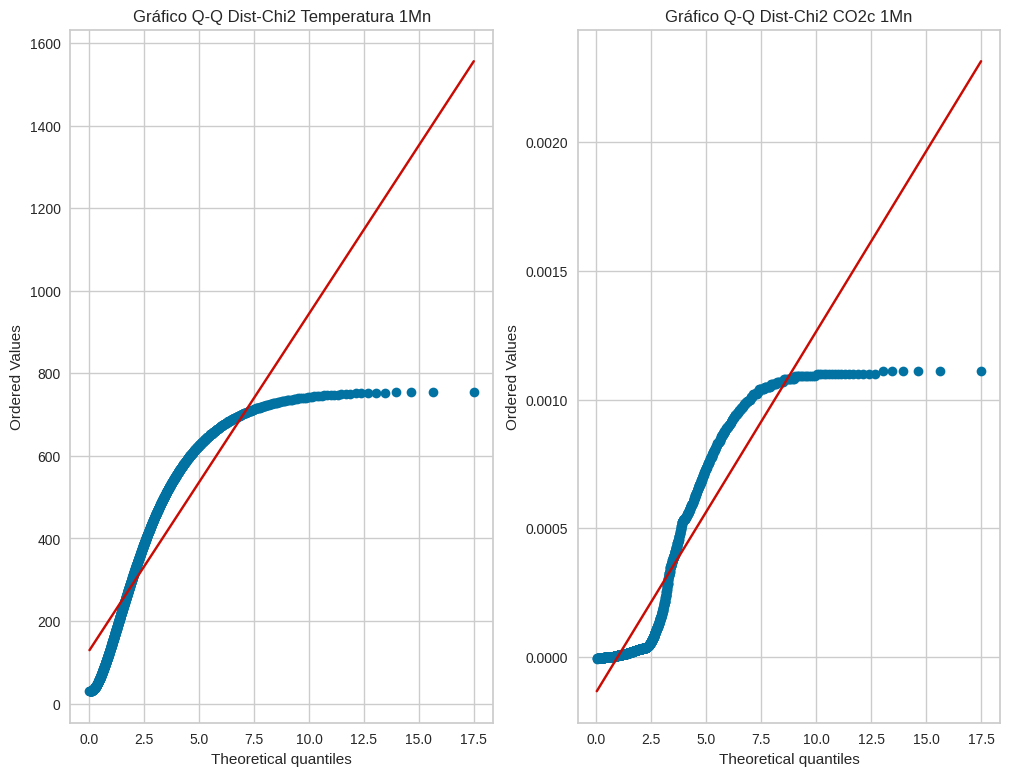 Gráfico Q-Q Dist-Chi2 Temperatura 1Mn
1600
1400
1200
1000
800
600
400
200
0
Ordered Values
0.0 2.5 5.0 7.5 10.0 12.5 15.0 17.5
Theoretical quantiles
Gráfico Q-Q Dist-Chi2 CO2c 1Mn
0.0020
0.0015
0.0010
0.0005
0.0000
Ordered Values
0.0 2.5 5.0 7.5 10.0 12.5 15.0 17.5
Theoretical quantiles